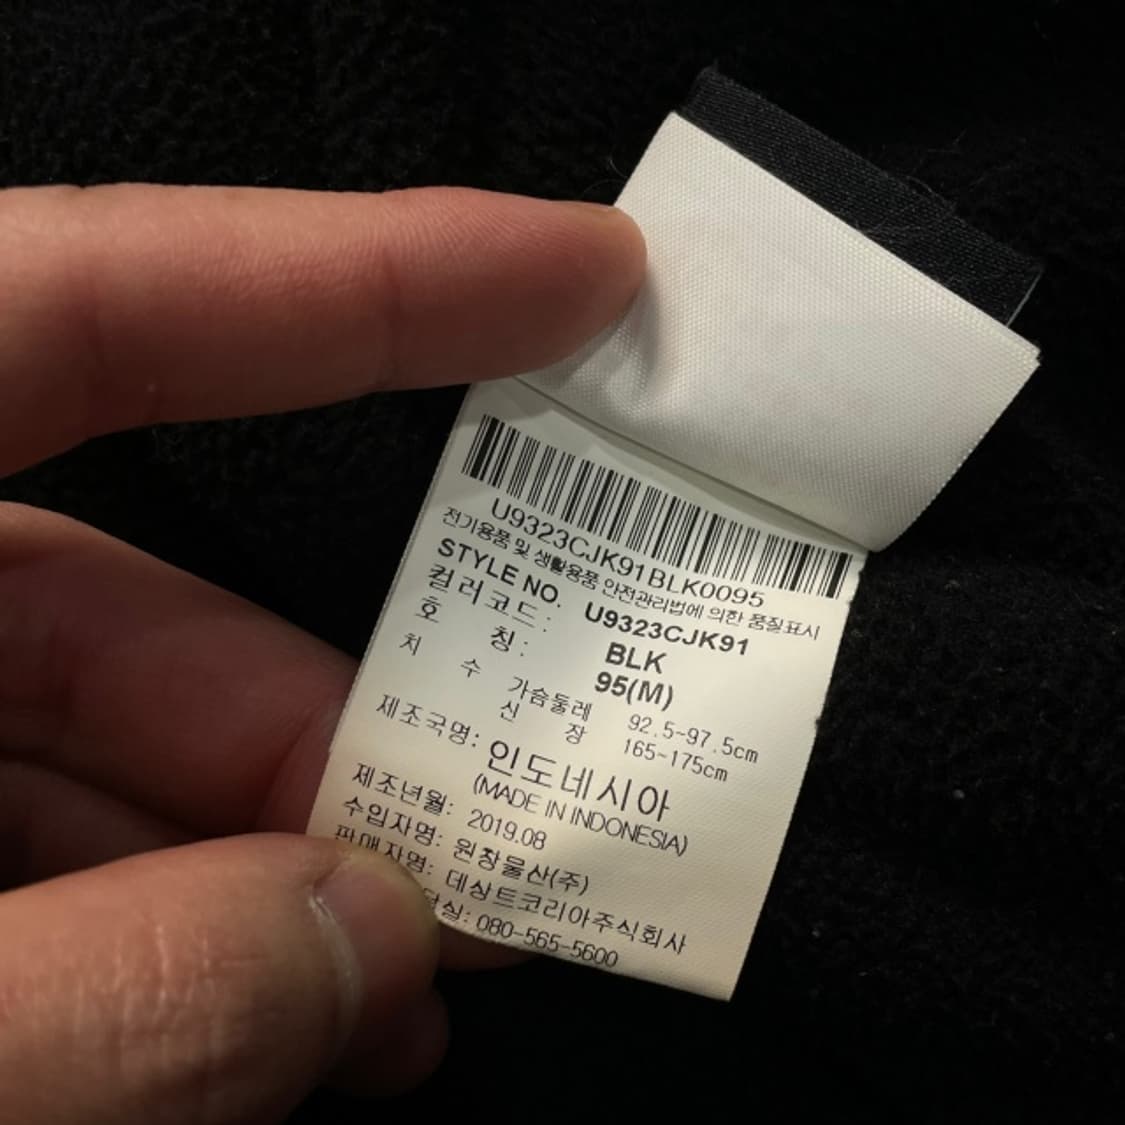 U9323CJK91BLK0095
전기용품 및 생활용품 안전관리법에 의한 품질표시
STYLE NO. U9323CJK91
컬러코드: BLK
호 칭: 95(M)
치 수 가슴둘레 92.5-97.5cm
신 장 165-175cm
제조국명: 인도네시아
(MADE IN INDONESIA)
제조년월: 2019.08
수입자명: 원창물산(주)
판매자명: 데상트코리아주식회사
담실: 080-565-5600